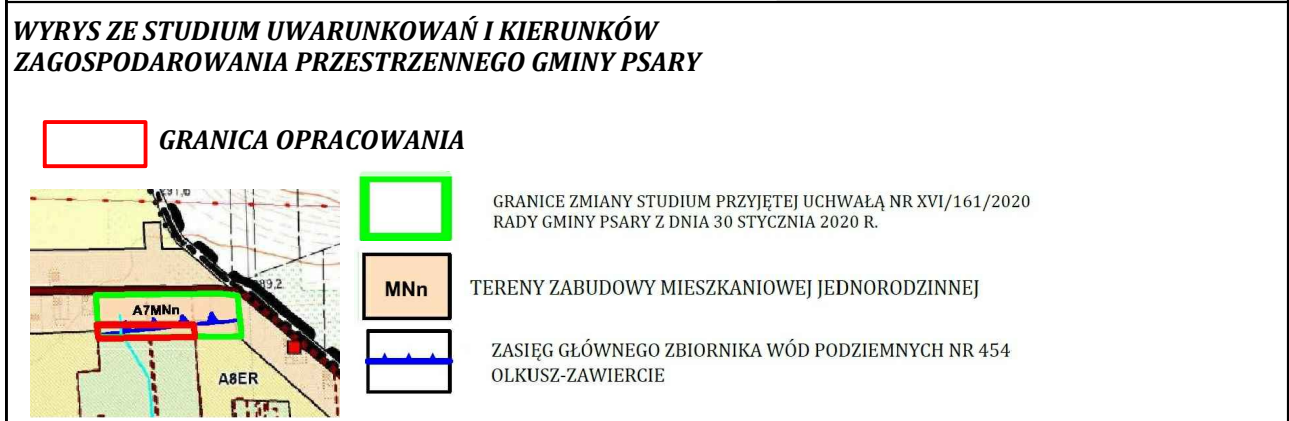 WYRYS ZE STUDIUM UWARUNKOWAŃ I KIERUNKÓW
ZAGOSPODAROWANIA PRZESTRZENNEGO GMINY PSARY
GRANICA OPRACOWANIA
GRANICE ZMIANY STUDIUM PRZYJĘTEJ UCHWAŁĄ NR XVI/161/2020
RADY GMINY PSARY Z DNIA 30 STYCZNIA 2020 R.
MNn
TERENY ZABUDOWY MIESZKANIOWEJ JEDNORODZINNEJ
ZASIĘG GŁÓWNEGO ZBIORNIKA WÓD PODZIEMNYCH NR 454
OLKUSZ-ZAWIERCIE
A7MNn
A8ER